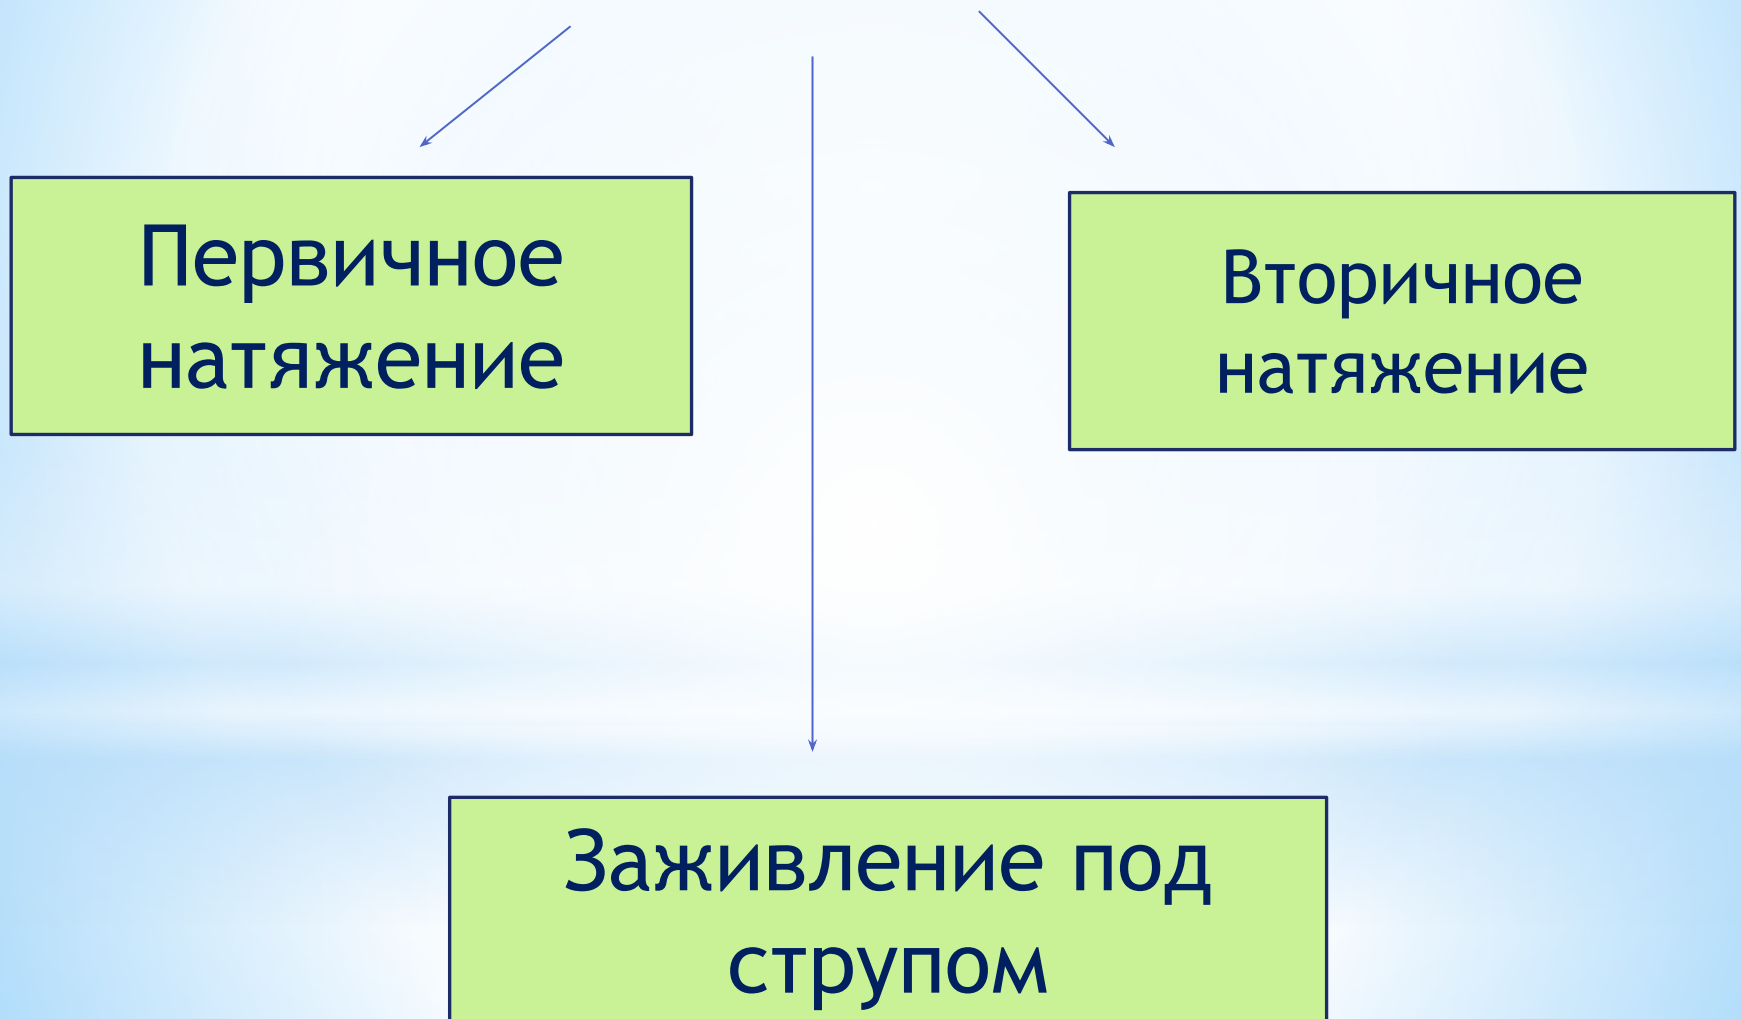 Первичное
натяжение
Вторичное
натяжение
Заживление под
струпом